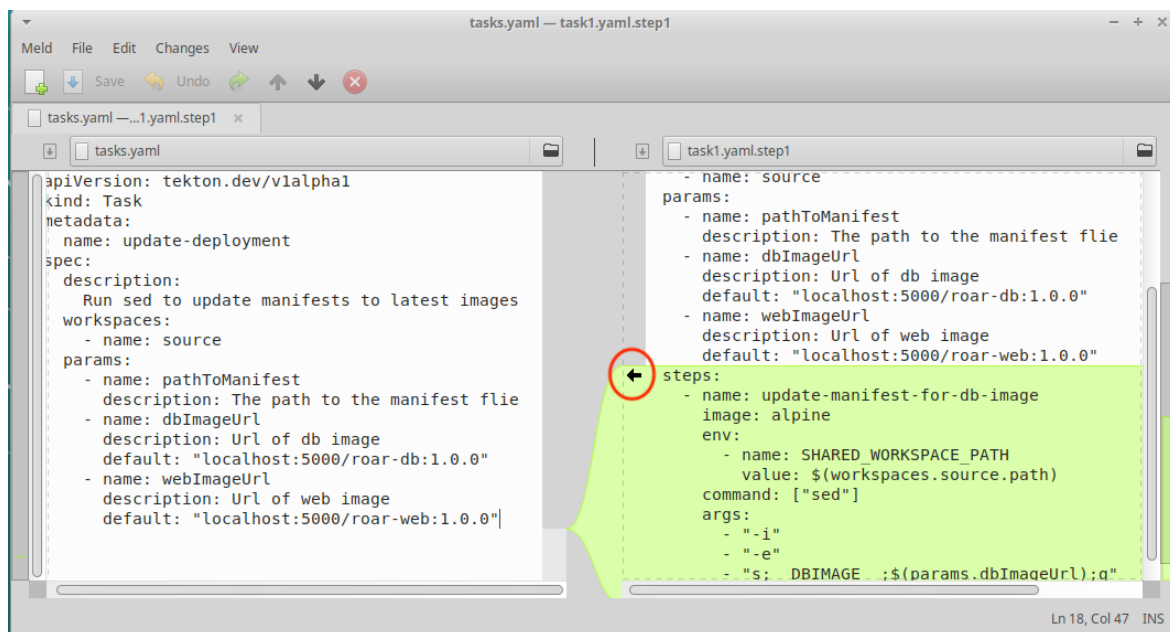 tasks.yaml — task1.yaml.step1
Meld File Edit Changes View
Save Undo
tasks.yaml —...1.yaml.step1 ×
tasks.yaml
apiVersion: tekton.dev/v1alpha1
kind: Task
metadata:
  name: update-deployment
spec:
  description:
    Run sed to update manifests to latest images
  workspaces:
    - name: source
  params:
    - name: pathToManifest
      description: The path to the manifest flie
    - name: dbImageUrl
      description: Url of db image
      default: "localhost:5000/roar-db:1.0.0"
    - name: webImageUrl
      description: Url of web image
      default: "localhost:5000/roar-web:1.0.0"
task1.yaml.step1
    - name: source
  params:
    - name: pathToManifest
      description: The path to the manifest flie
    - name: dbImageUrl
      description: Url of db image
      default: "localhost:5000/roar-db:1.0.0"
    - name: webImageUrl
      description: Url of web image
      default: "localhost:5000/roar-web:1.0.0"
  steps:
    - name: update-manifest-for-db-image
      image: alpine
      env:
        - name: SHARED_WORKSPACE_PATH
          value: $(workspaces.source.path)
      command: ["sed"]
      args:
        - "-i"
        - "-e"
        - "s;__DBIMAGE__;$(params.dbImageUrl);g"
Ln 18, Col 47 INS